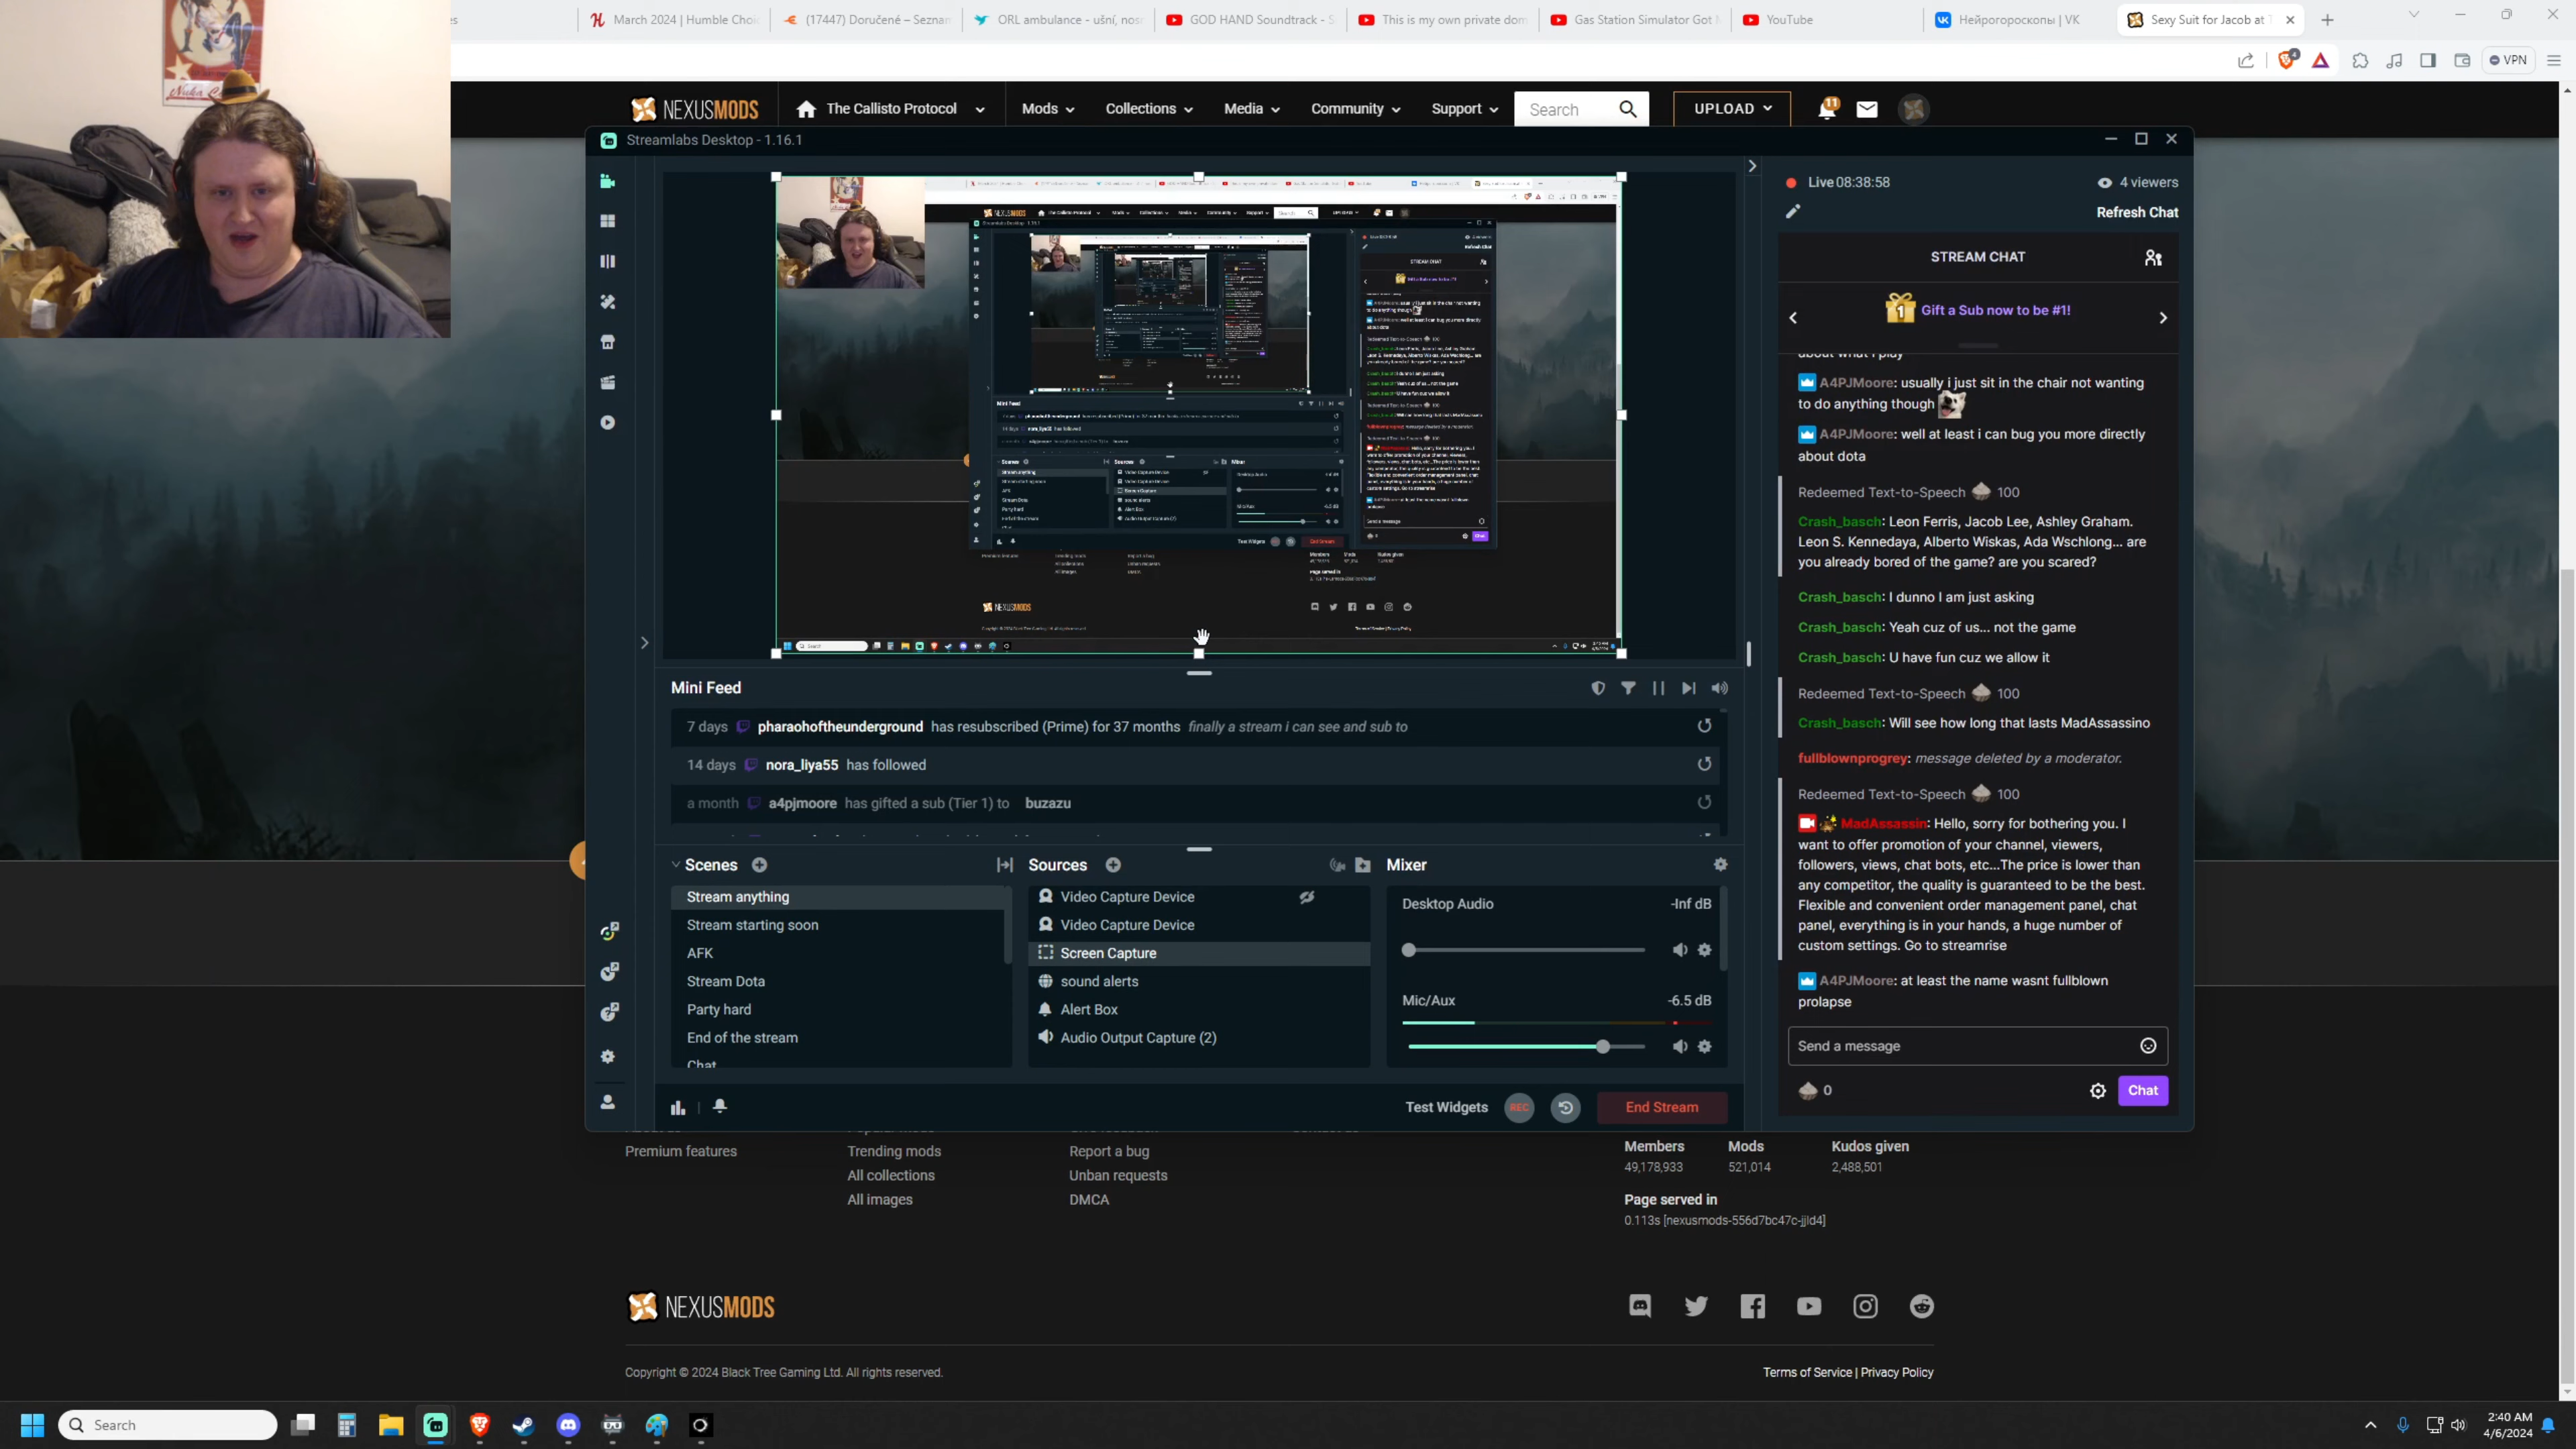 March 2024 | Humble Choi
(17447) Doručené – Seznam
ORL ambulance - ušní, nos
GOD HAND Soundtrack - S
This is my own private dom
Gas Station Simulator Got M
YouTube
Нейрогороскопы | VK
Sexy Suit for Jacob at T
4
VPN
Nuka
NEXUSMODS
The Callisto Protocol
Mods
Collections
Media
Community
Support
Search
UPLOAD
11
Streamlabs Desktop - 1.16.1
Live 08:38:58
4 viewers
Refresh Chat
STREAM CHAT
1
Gift a Sub now to be #1!
about what i play
A4PJMoore: usually i just sit in the chair not wanting
to do anything though
A4PJMoore: well at least i can bug you more directly
about dota
Redeemed Text-to-Speech 100
Crash_basch: Leon Ferris, Jacob Lee, Ashley Graham.
Leon S. Kennedaya, Alberto Wiskas, Ada Wschlong... are
you already bored of the game? are you scared?
Crash_basch: I dunno I am just asking
Crash_basch: Yeah cuz of us... not the game
Crash_basch: U have fun cuz we allow it
Redeemed Text-to-Speech 100
Crash_basch: Will see how long that lasts MadAssassino
fullblownprogrey: message deleted by a moderator.
Redeemed Text-to-Speech 100
MadAssassin: Hello, sorry for bothering you. I
want to offer promotion of your channel, viewers,
followers, views, chat bots, etc...The price is lower than
any competitor, the quality is guaranteed to be the best.
Flexible and convenient order management panel, chat
panel, everything is in your hands, a huge number of
custom settings. Go to streamrise
A4PJMoore: at least the name wasnt fullblown
prolapse
Send a message
0
Chat
Mini Feed
7 days pharaohoftheunderground has resubscribed (Prime) for 37 months finally a stream i can see and sub to
14 days nora_liya55 has followed
a month a4pjmoore has gifted a sub (Tier 1) to buzazu
Scenes
Stream anything
Stream starting soon
AFK
Stream Dota
Party hard
End of the stream
Chat
Sources
Video Capture Device
Video Capture Device
Screen Capture
sound alerts
Alert Box
Audio Output Capture (2)
Mixer
Desktop Audio -Inf dB
Mic/Aux -6.5 dB
Test Widgets
REC
End Stream
Premium features
Trending mods
All collections
All images
Report a bug
Unban requests
DMCA
Members
49,178,933
Mods
521,014
Kudos given
2,488,501
Page served in
0.113s [nexusmods-556d7bc47c-jjld4]
NEXUSMODS
Copyright © 2024 Black Tree Gaming Ltd. All rights reserved.
Terms of Service | Privacy Policy
Search
2:40 AM
4/6/2024